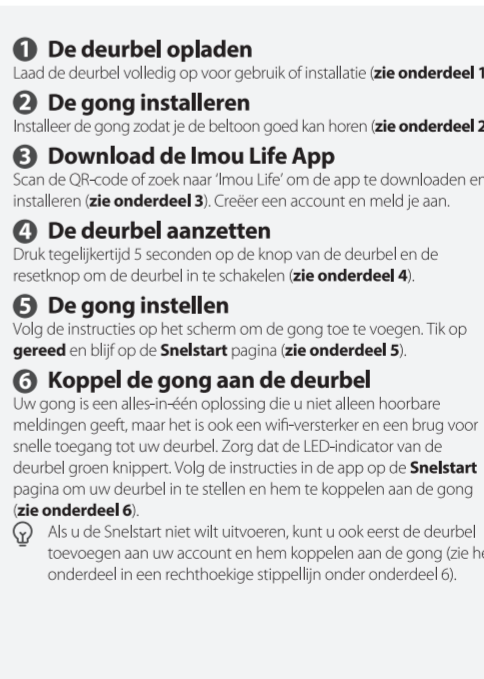 1 De deurbel opladen
Laad de deurbel volledig op voor gebruik of installatie (zie onderdeel 1
2 De gong installeren
Installeer de gong zodat je de beltoon goed kan horen (zie onderdeel 2
3 Download de Imou Life App
Scan de QR-code of zoek naar ‘Imou Life’ om de app te downloaden en
installeren (zie onderdeel 3). Creëer een account en meld je aan.
4 De deurbel aanzetten
Druk tegelijkertijd 5 seconden op de knop van de deurbel en de
resetknop om de deurbel in te schakelen (zie onderdeel 4).
5 De gong instellen
Volg de instructies op het scherm om de gong toe te voegen. Tik op
gereed en blijf op de Snelstart pagina (zie onderdeel 5).
6 Koppel de gong aan de deurbel
Uw gong is een alles-in-één oplossing die u niet alleen hoorbare
meldingen geeft, maar het is ook een wifi-versterker en een brug voor
snelle toegang tot uw deurbel. Zorg dat de LED-indicator van de
deurbel groen knippert. Volg de instructies in de app op de Snelstart
pagina om uw deurbel in te stellen en hem te koppelen aan de gong
(zie onderdeel 6).
Als u de Snelstart niet wilt uitvoeren, kunt u ook eerst de deurbel
toevoegen aan uw account en hem koppelen aan de gong (zie he
onderdeel in een rechthoekige stippellijn onder onderdeel 6).